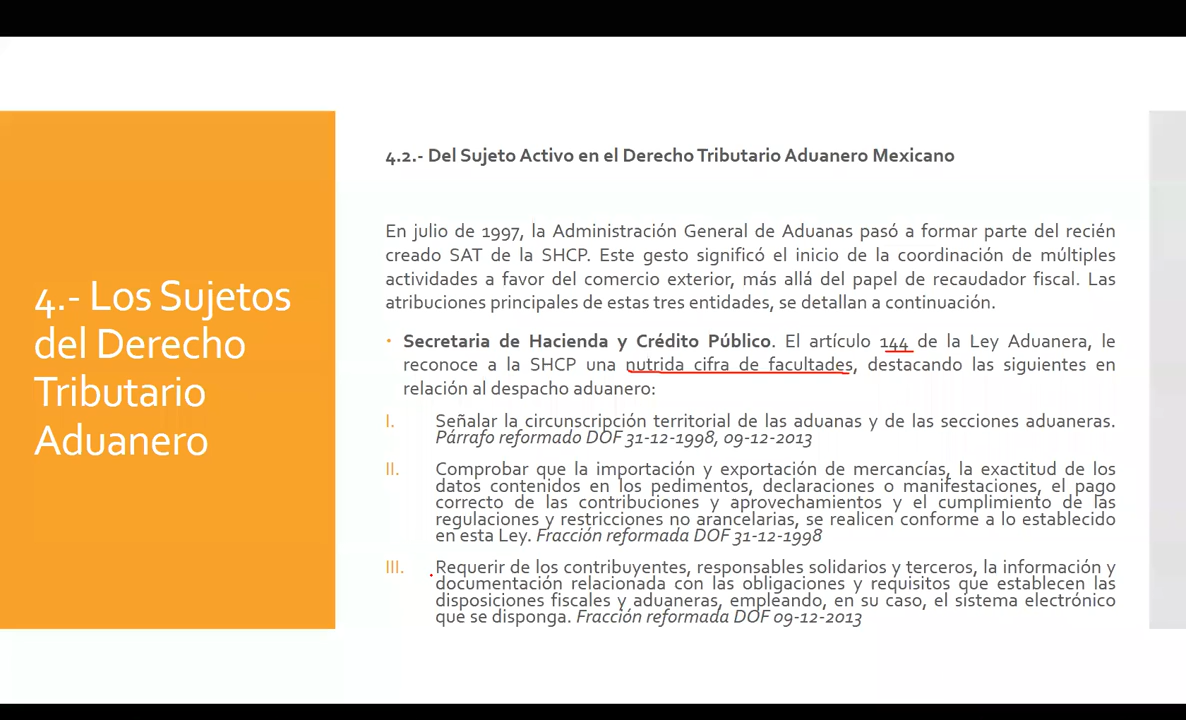 4.- Los Sujetos
del Derecho
Tributario
Aduanero
4.2.- Del Sujeto Activo en el Derecho Tributario Aduanero Mexicano
En julio de 1997, la Administración General de Aduanas pasó a formar parte del recién
creado SAT de la SHCP. Este gesto significó el inicio de la coordinación de múltiples
actividades a favor del comercio exterior, más allá del papel de recaudador fiscal. Las
atribuciones principales de estas tres entidades, se detallan a continuación.
• Secretaria de Hacienda y Crédito Público. El artículo 144 de la Ley Aduanera, le
reconoce a la SHCP una nutrida cifra de facultades, destacando las siguientes en
relación al despacho aduanero:
I. Señalar la circunscripción territorial de las aduanas y de las secciones aduaneras.
Párrafo reformado DOF 31-12-1998, 09-12-2013
II. Comprobar que la importación y exportación de mercancías, la exactitud de los
datos contenidos en los pedimentos, declaraciones o manifestaciones, el pago
correcto de las contribuciones y aprovechamientos y el cumplimiento de las
regulaciones y restricciones no arancelarias, se realicen conforme a lo establecido
en esta Ley. Fracción reformada DOF 31-12-1998
III. Requerir de los contribuyentes, responsables solidarios y terceros, la información y
documentación relacionada con las obligaciones y requisitos que establecen las
disposiciones fiscales y aduaneras, empleando, en su caso, el sistema electrónico
que se disponga. Fracción reformada DOF 09-12-2013